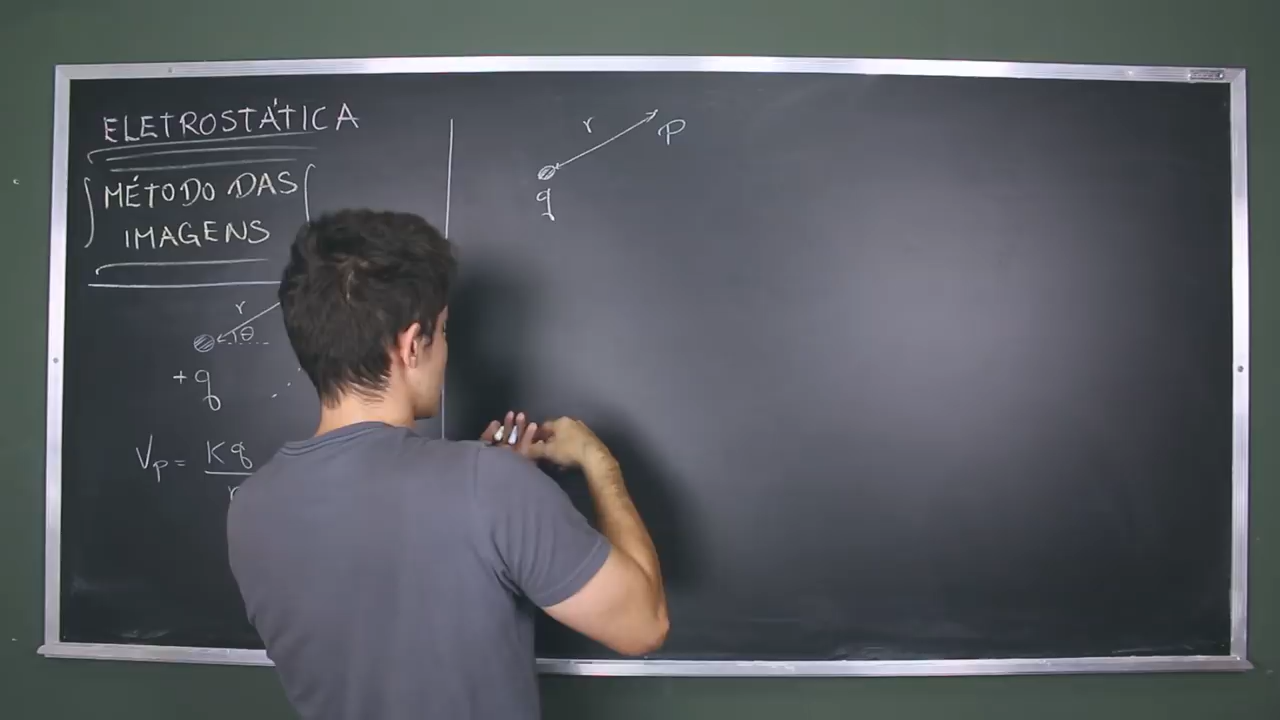 ELETROSTÁTICA
MÉTODO DAS
IMAGENS
r
θ
+q
Vp = Kq
r
r
P
q